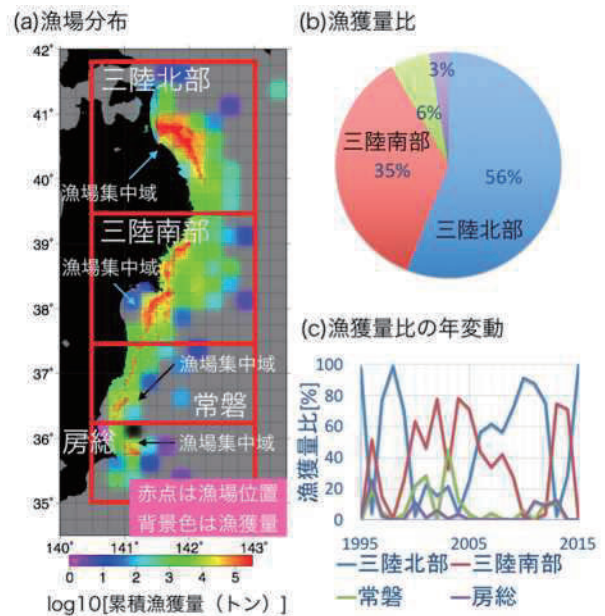 (a)漁場分布
42°
41°
40°
39°
38°
37°
36°
35°
三陸北部
漁場集中域
三陸南部
漁場集中域
漁場集中域
常磐
房総
漁場集中域
赤点は漁場位置
背景色は漁獲量
140° 141° 142° 143°
0 1 2 3 4 5
log10[累積漁獲量（トン）]
(b)漁獲量比
3%
6%
三陸南部
35%
56%
三陸北部
(c)漁獲量比の年変動
漁獲量比[%]
100
80
60
40
20
0
1995 2005 2015
三陸北部 三陸南部
常磐 房総